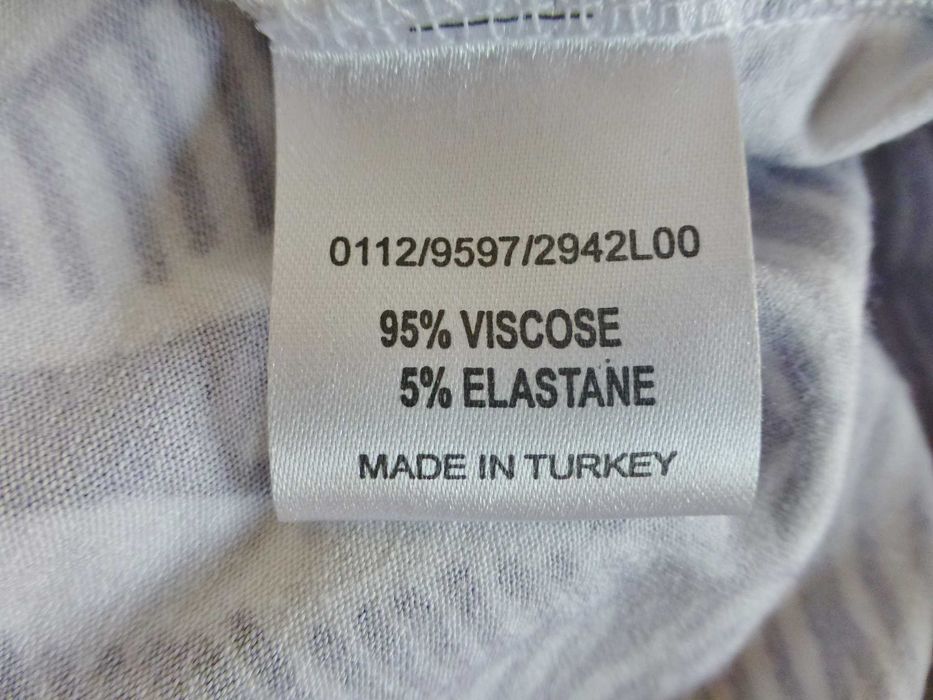 0112/9597/2942L00
95% VISCOSE
5% ELASTANE
MADE IN TURKEY